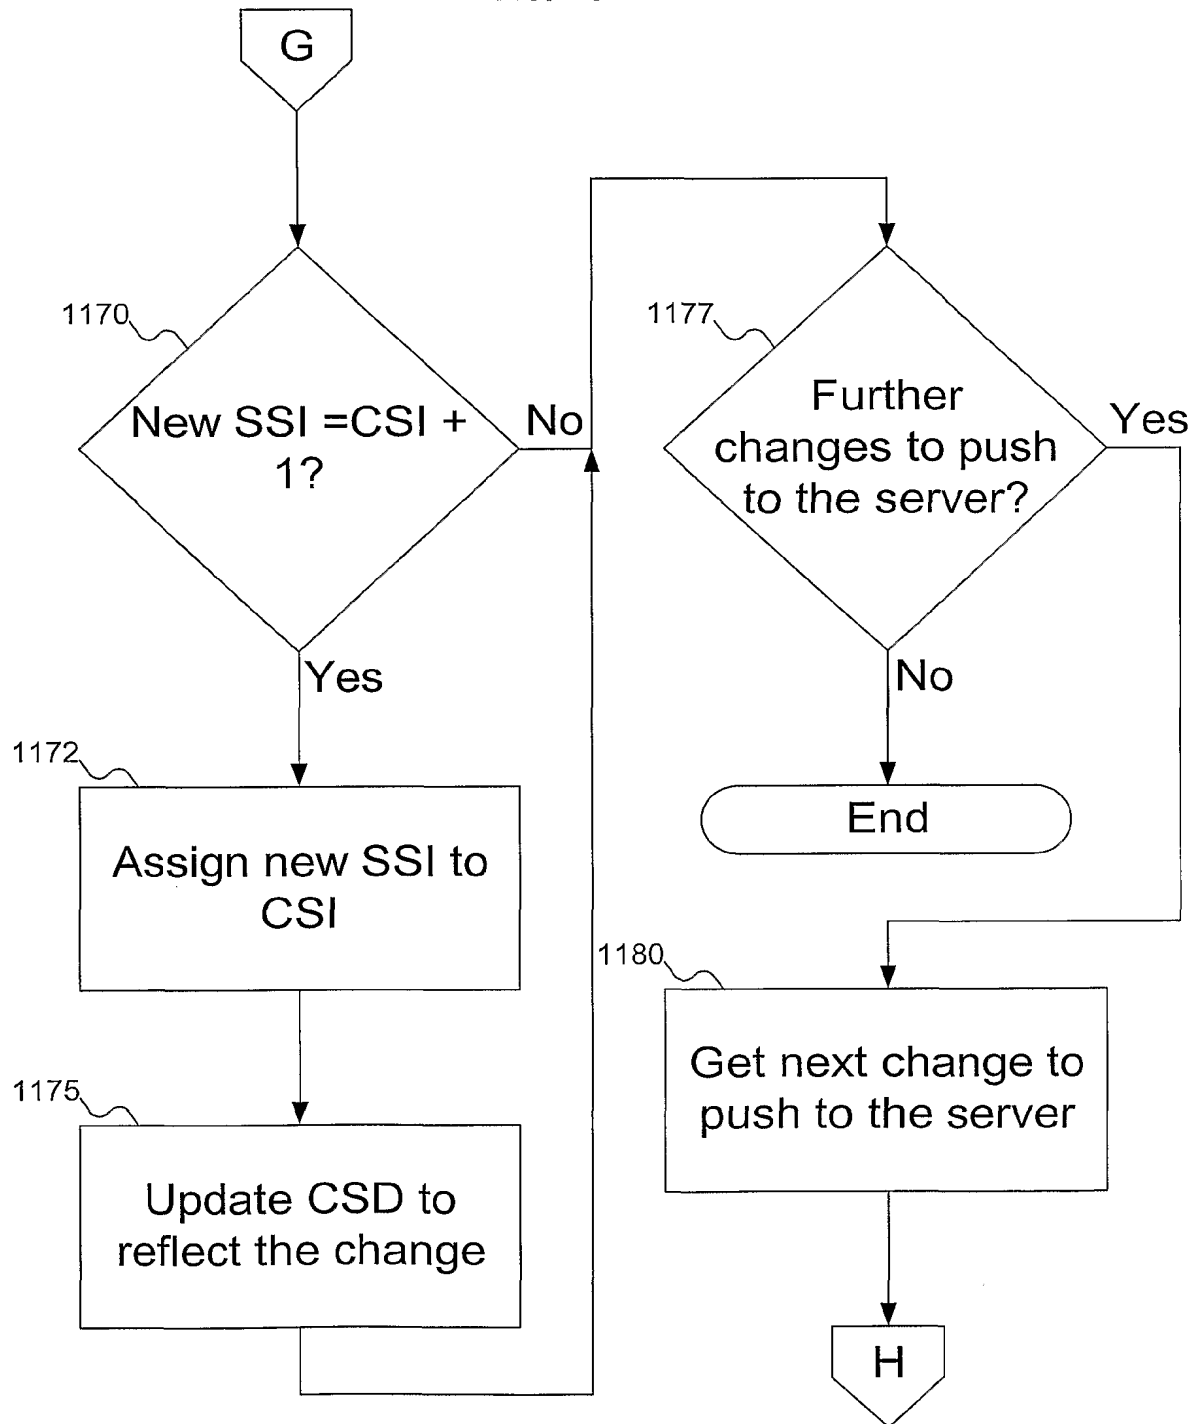 G
1170
New SSI =CSI +
1?
No
Yes
1172
Assign new SSI to
CSI
1175
Update CSD to
reflect the change
1177
Further
changes to push
to the server?
Yes
No
End
1180
Get next change to
push to the server
H